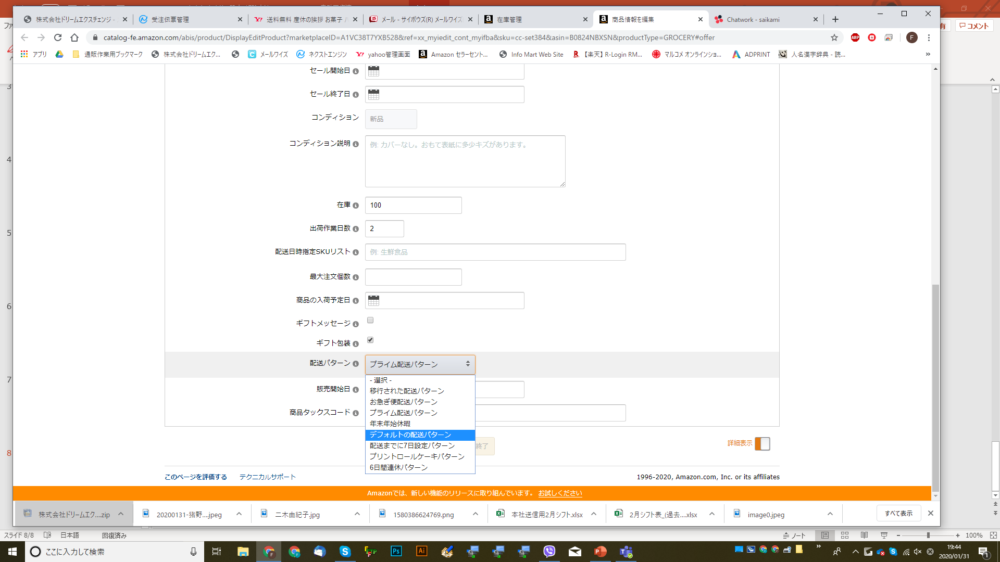 株式会社ドリームエクスチェンジ -
受注伝票管理
送料無料 産休の挨拶 お菓子
メール - サイボウズ(R) メールワイズ
在庫管理
商品情報を編集
Chatwork - saikami
catalog-fe.amazon.com/abis/product/DisplayEditProduct?marketplaceID=A1VC38T7YXB528&ref=xx_myiedit_cont_myifba&sku=cc-set384&asin=B0824NBXSN&productType=GROCERY#offer
ABP
F
コメント
アプリ
通販作業用ブックマーク
株式会社ドリームエク...
メールワイズ
ネクストエンジン
yahoo管理画面
Amazon セラーセント...
Info Mart Web Site
【楽天】R-Login RM...
マルコメ オンラインショ...
ADPRINT
人名漢字辞典 - 読...
セール開始日
セール終了日
コンディション
新品
コンディション説明
例: カバーなし。おもて表紙に多少キズがあります。
在庫
100
出荷作業日数
2
配送日時指定SKUリスト
例: 生鮮食品
最大注文個数
商品の入荷予定日
ギフトメッセージ
ギフト包装
配送パターン
プライム配送パターン
- 選択 -
移行された配送パターン
お急ぎ便配送パターン
プライム配送パターン
年末年始休暇
デフォルトの配送パターン
配送までに7日設定パターン
プリントロールケーキパターン
6日間連休パターン
販売開始日
商品タックスコード
終了
詳細表示
このページを評価する
テクニカルサポート
1996-2020, Amazon.com, Inc. or its affiliates
Amazonでは、新しい機能のリリースに取り組んでいます。 お試しください
株式会社ドリームエク....zip
20200131-猪野....jpeg
二木由紀子.jpg
1580386624769.png
本社送信用2月シフト.xlsx
2月シフト表_(過去....xlsx
image0.jpeg
すべて表示
3
4
5
6
7
8
スライド 8/8
日本語
回復済み
ノート
100%
ここに入力して検索
19:44
2020/01/31
1